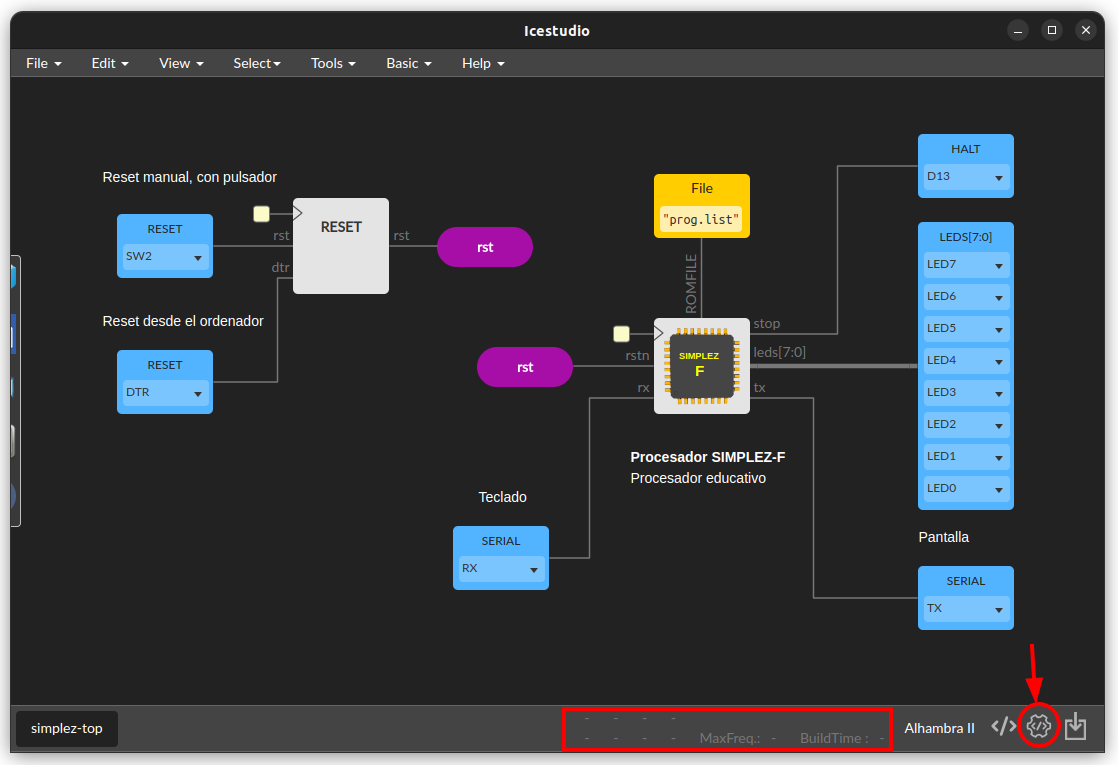 Icestudio
File Edit View Select Tools Basic Help
Reset manual, con pulsador
RESET
SW2
rst
dtr
RESET
rst
rst
Reset desde el ordenador
RESET
DTR
File
"prog.list"
ROMFILE
rst
rstn
rx
SIMPLEZ
F
stop
leds[7:0]
tx
Procesador SIMPLEZ-F
Procesador educativo
Teclado
SERIAL
RX
HALT
D13
LEDS[7:0]
LED7
LED6
LED5
LED4
LED3
LED2
LED1
LED0
Pantalla
SERIAL
TX
simplez-top
- - - -
- - - - MaxFreq.: - BuildTime : -
Alhambra II